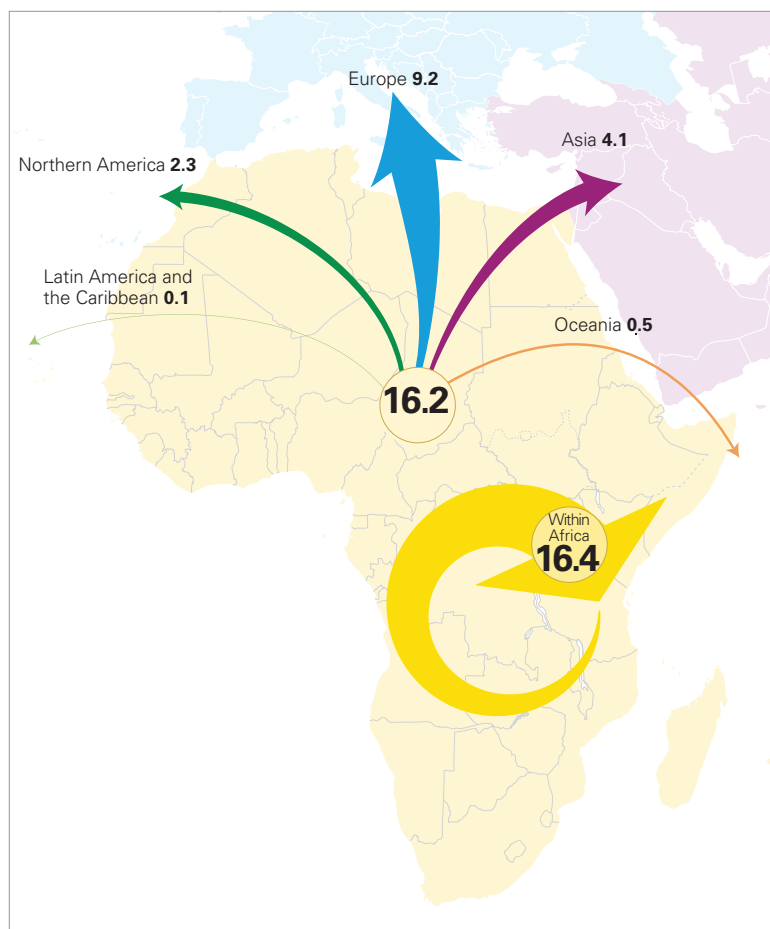 Europe 9.2
Asia 4.1
Northern America 2.3
Latin America and
the Caribbean 0.1
Oceania 0.5
16.2
Within
Africa
16.4